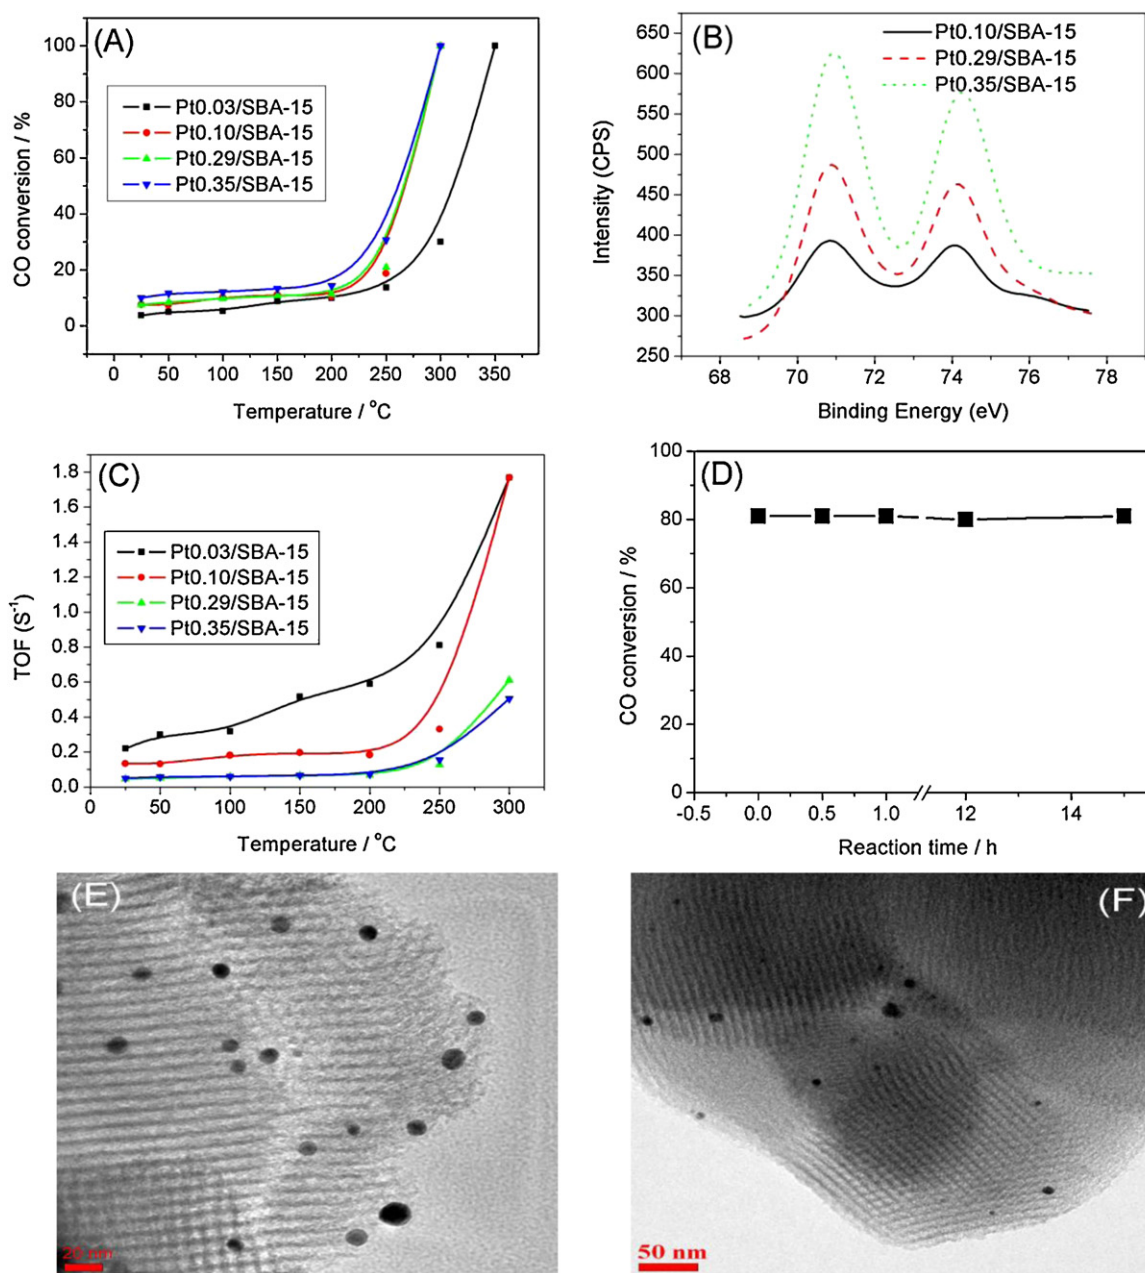 (A)
CO conversion / %
100
80
60
40
20
0
Pt0.03/SBA-15
Pt0.10/SBA-15
Pt0.29/SBA-15
Pt0.35/SBA-15
0 50 100 150 200 250 300 350
Temperature / °C
(B)
Intensity (CPS)
650
625
600
550
500
450
400
350
300
250
Pt0.10/SBA-15
Pt0.29/SBA-15
Pt0.35/SBA-15
68 70 72 74 76 78
Binding Energy (eV)
(C)
TOF (S⁻¹)
1.8
1.6
1.4
1.2
1.0
0.8
0.6
0.4
0.2
0.0
Pt0.03/SBA-15
Pt0.10/SBA-15
Pt0.29/SBA-15
Pt0.35/SBA-15
0 50 100 150 200 250 300
Temperature / °C
(D)
CO conversion / %
100
80
60
40
20
0
-0.5 0.0 0.5 1.0 12 14
Reaction time / h
(E)
20 nm
(F)
50 nm